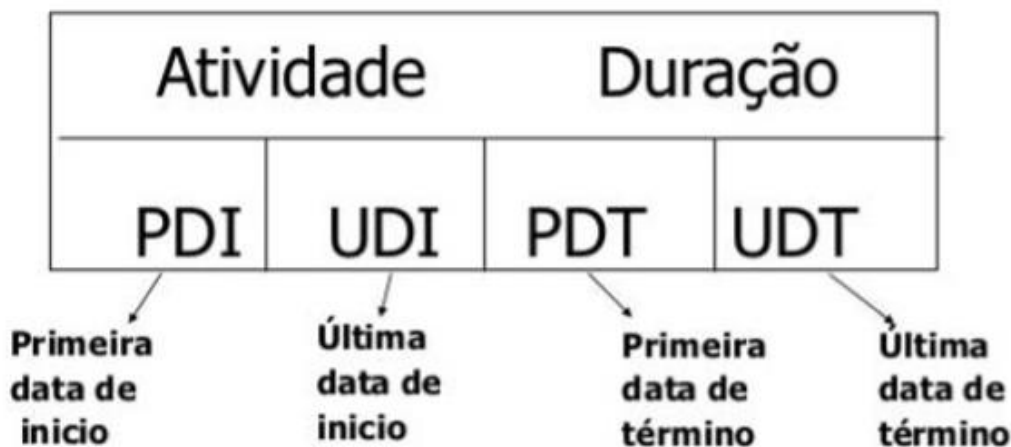 Atividade Duração
PDI UDI PDT UDT
Primeira
data de
inicio
Última
data de
inicio
Primeira
data de
término
Última
data de
término